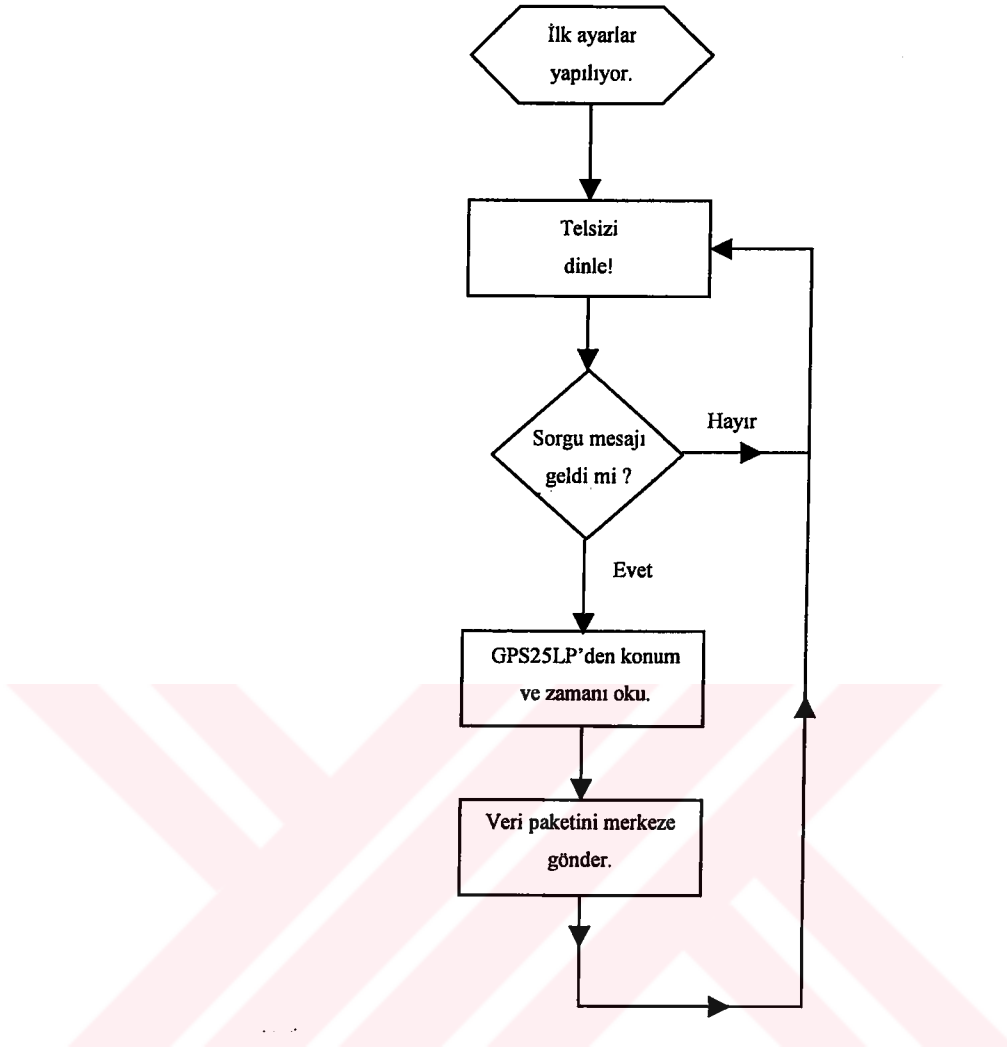 İlk ayarlar
yapılıyor.
Telsizi
dinle!
Sorgu mesajı
geldi mi ?
Hayır
Evet
GPS25LP’den konum
ve zamanı oku.
Veri paketini merkeze
gönder.